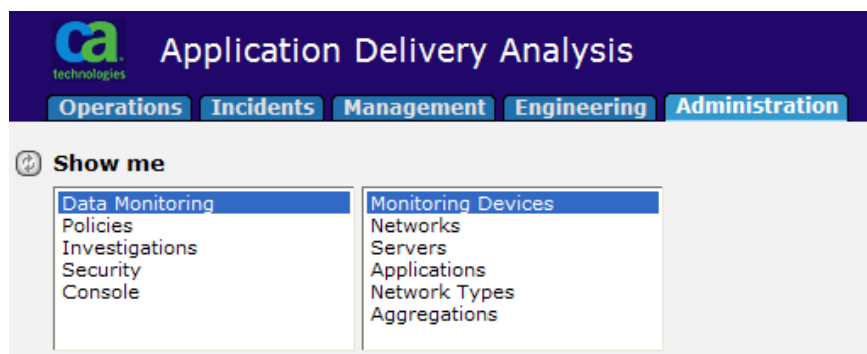 ca
technologies
Application Delivery Analysis
Operations Incidents Management Engineering Administration
Show me
Data Monitoring
Policies
Investigations
Security
Console
Monitoring Devices
Networks
Servers
Applications
Network Types
Aggregations